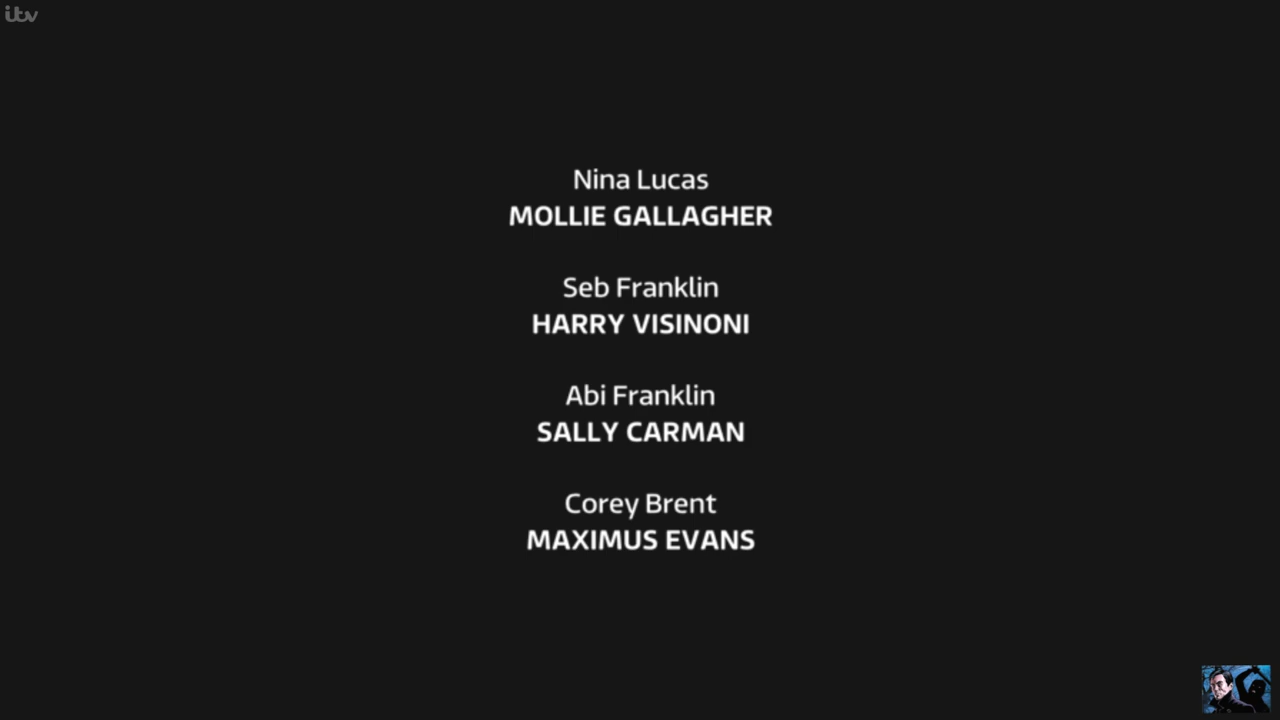 itv
Nina Lucas
MOLLIE GALLAGHER
Seb Franklin
HARRY VISINONI
Abi Franklin
SALLY CARMAN
Corey Brent
MAXIMUS EVANS